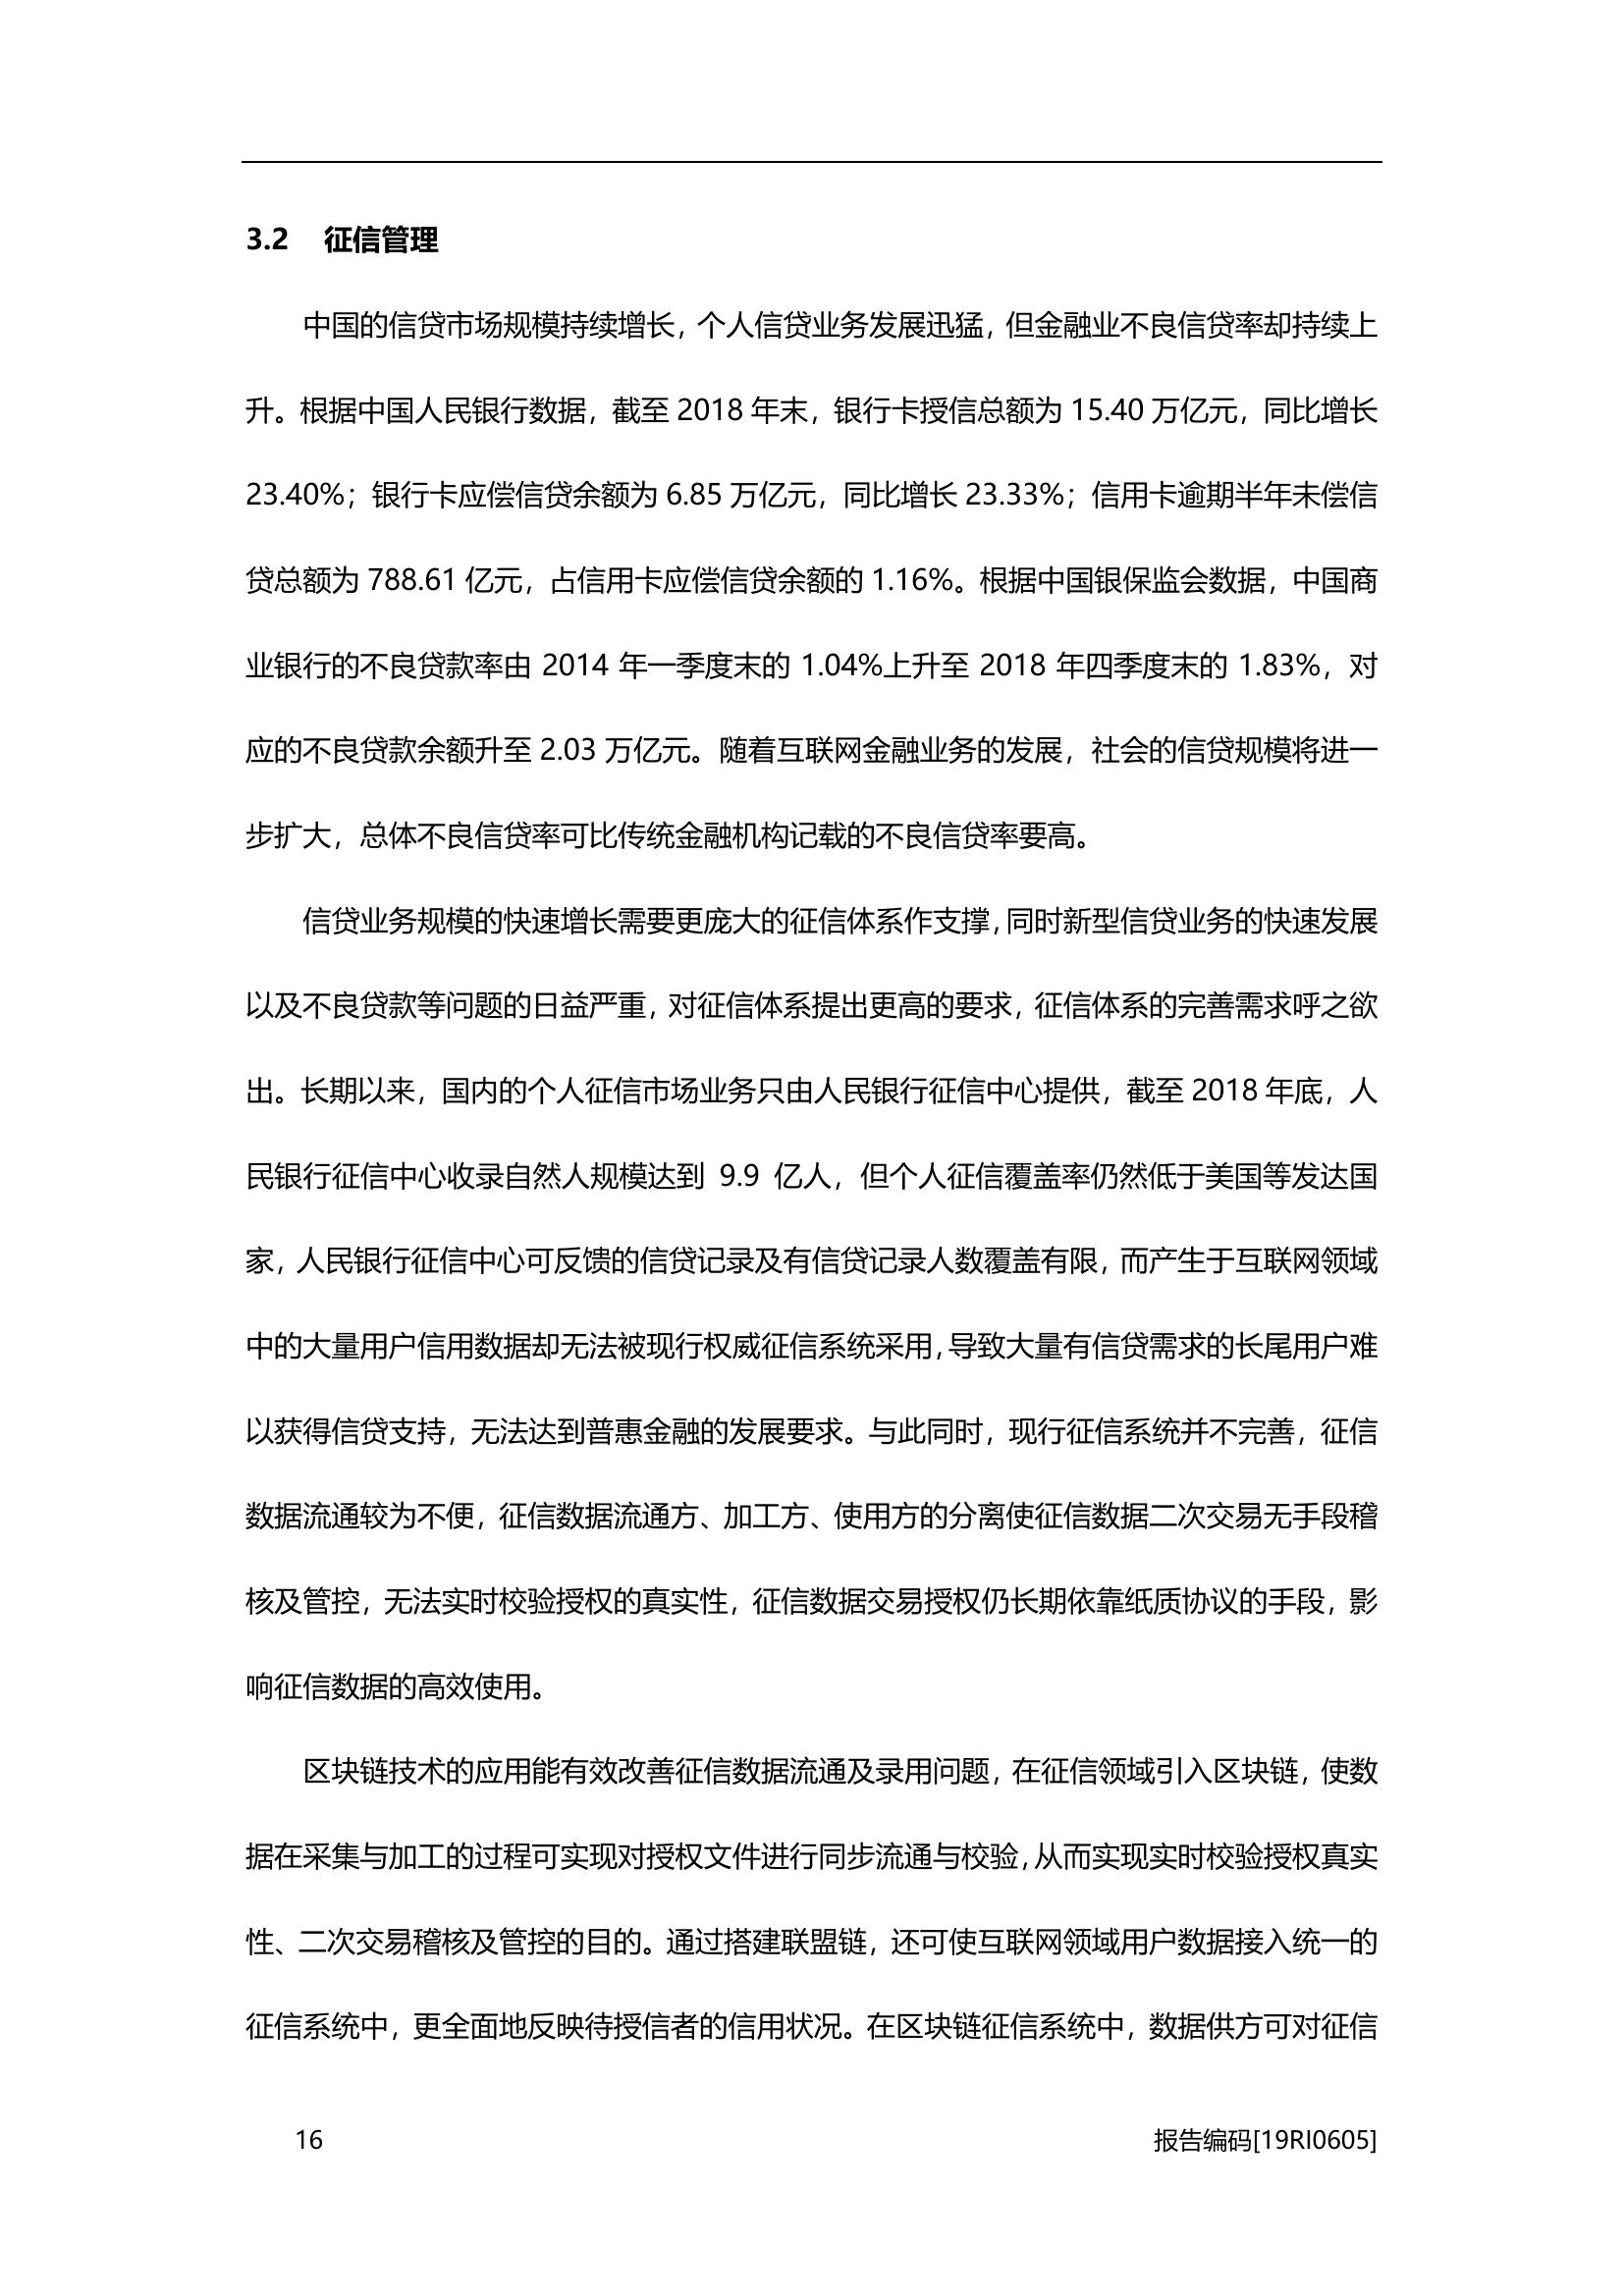 3.2 征信管理
中国的信贷市场规模持续增长，个人信贷业务发展迅猛，但金融业不良信贷率却持续上
升。根据中国人民银行数据，截至 2018 年末，银行卡授信总额为 15.40 万亿元，同比增长
23.40%；银行卡应偿信贷余额为 6.85 万亿元，同比增长 23.33%；信用卡逾期半年未偿信
贷总额为 788.61 亿元，占信用卡应偿信贷余额的 1.16%。根据中国银保监会数据，中国商
业银行的不良贷款率由 2014 年一季度末的 1.04%上升至 2018 年四季度末的 1.83%，对
应的不良贷款余额升至 2.03 万亿元。随着互联网金融业务的发展，社会的信贷规模将进一
步扩大，总体不良信贷率可比传统金融机构记载的不良信贷率要高。
信贷业务规模的快速增长需要更庞大的征信体系作支撑，同时新型信贷业务的快速发展
以及不良贷款等问题的日益严重，对征信体系提出更高的要求，征信体系的完善需求呼之欲
出。长期以来，国内的个人征信市场业务只由人民银行征信中心提供，截至 2018 年底，人
民银行征信中心收录自然人规模达到 9.9 亿人，但个人征信覆盖率仍然低于美国等发达国
家，人民银行征信中心可反馈的信贷记录及有信贷记录人数覆盖有限，而产生于互联网领域
中的大量用户信用数据却无法被现行权威征信系统采用，导致大量有信贷需求的长尾用户难
以获得信贷支持，无法达到普惠金融的发展要求。与此同时，现行征信系统并不完善，征信
数据流通较为不便，征信数据流通方、加工方、使用方的分离使征信数据二次交易无手段稽
核及管控，无法实时校验授权的真实性，征信数据交易授权仍长期依靠纸质协议的手段，影
响征信数据的高效使用。
区块链技术的应用能有效改善征信数据流通及录用问题，在征信领域引入区块链，使数
据在采集与加工的过程可实现对授权文件进行同步流通与校验，从而实现实时校验授权真实
性、二次交易稽核及管控的目的。通过搭建联盟链，还可使互联网领域用户数据接入统一的
征信系统中，更全面地反映待授信者的信用状况。在区块链征信系统中，数据供方可对征信
16 报告编码[19RI0605]